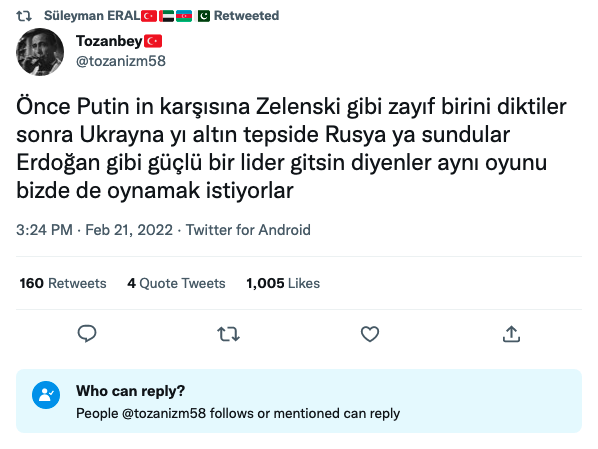 Süleyman ERAL🇹🇷🇦🇪🇦🇿 🇵🇰 Retweeted
Tozanbey🇹🇷
@tozanizm58
Önce Putin in karşısına Zelenski gibi zayıf birini diktiler
sonra Ukrayna yı altın tepside Rusya ya sundular
Erdoğan gibi güçlü bir lider gitsin diyenler aynı oyunu
bizde de oynamak istiyorlar
3:24 PM · Feb 21, 2022 · Twitter for Android
160 Retweets 4 Quote Tweets 1,005 Likes
Who can reply?
People @tozanizm58 follows or mentioned can reply